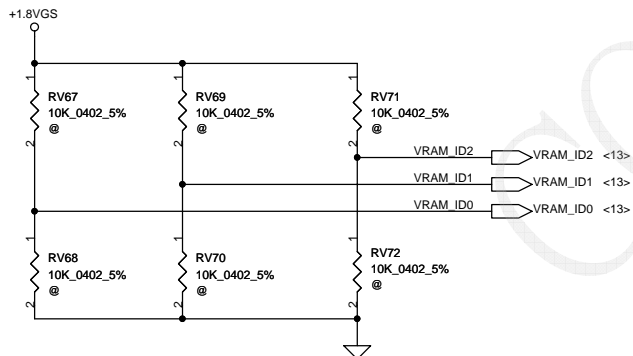 +1.8VGS
1
RV67
10K_0402_5%
@
2
1
RV69
10K_0402_5%
@
2
1
RV71
10K_0402_5%
@
2
VRAM_ID2 VRAM_ID2 <13>
VRAM_ID1 VRAM_ID1 <13>
VRAM_ID0 VRAM_ID0 <13>
1
RV68
10K_0402_5%
@
2
1
RV70
10K_0402_5%
@
2
1
RV72
10K_0402_5%
@
2